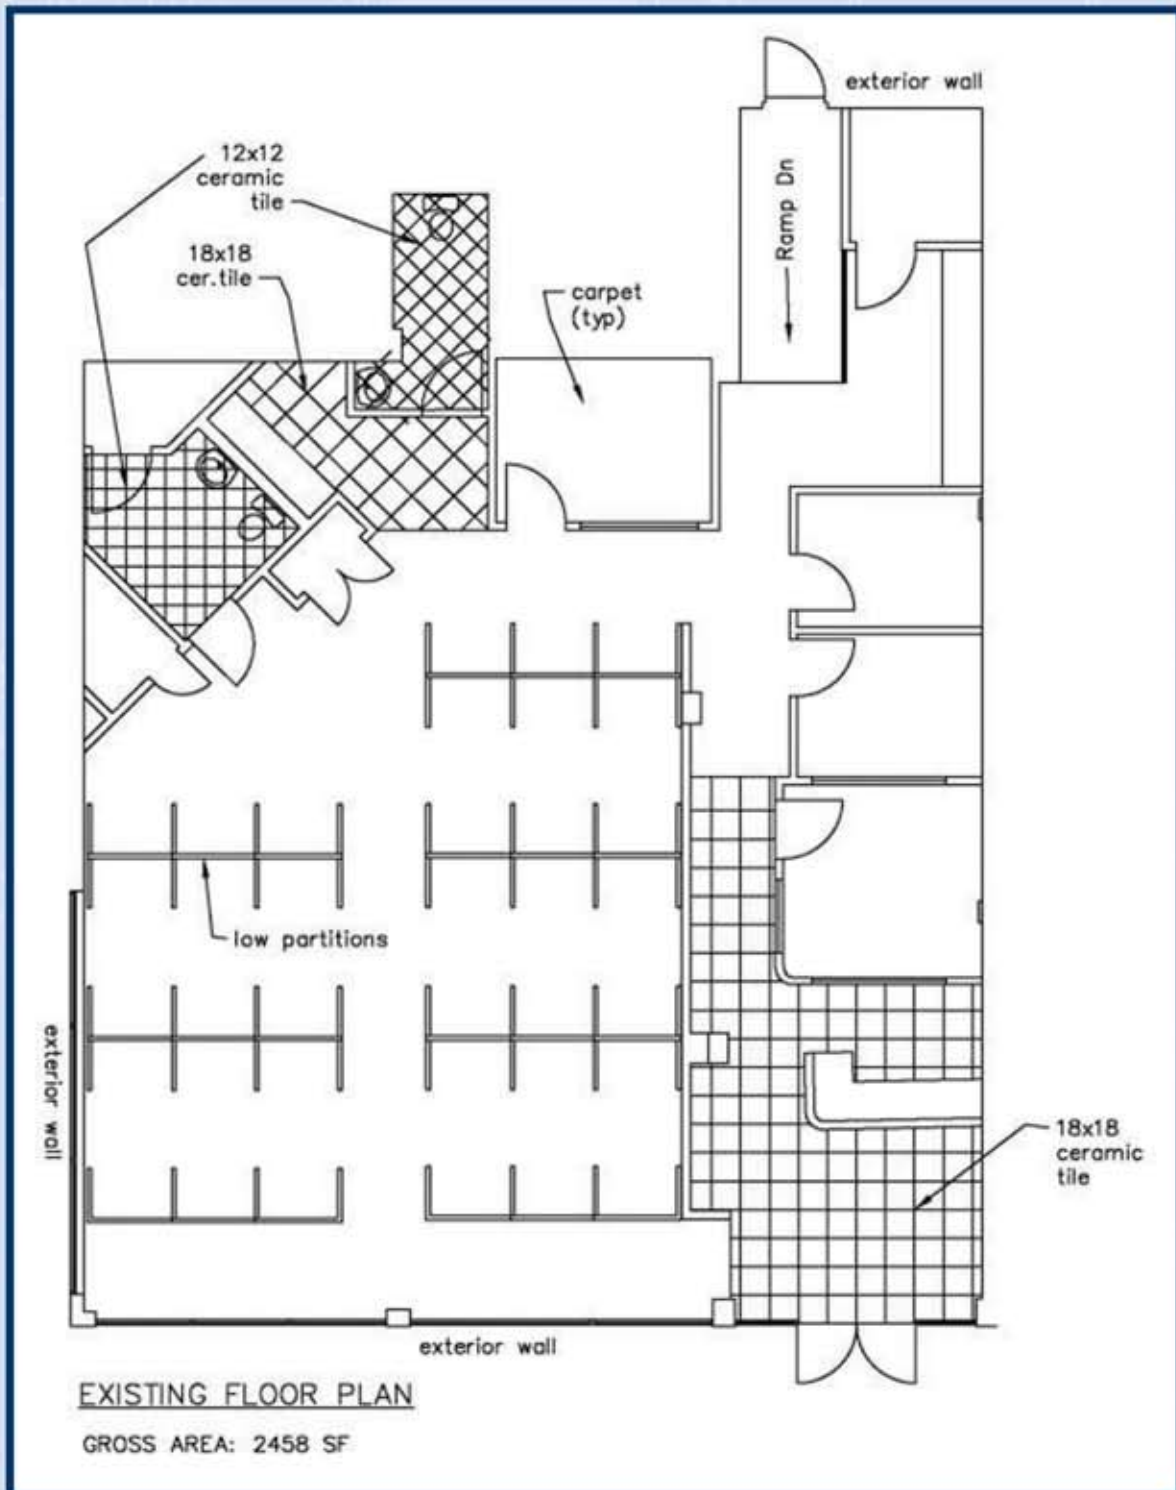 exterior wall
12x12
ceramic
tile
Ramp Dn
18x18
cer.tile
carpet
(typ)
low partitions
exterior wall
18x18
ceramic
tile
exterior wall
EXISTING FLOOR PLAN
GROSS AREA: 2458 SF